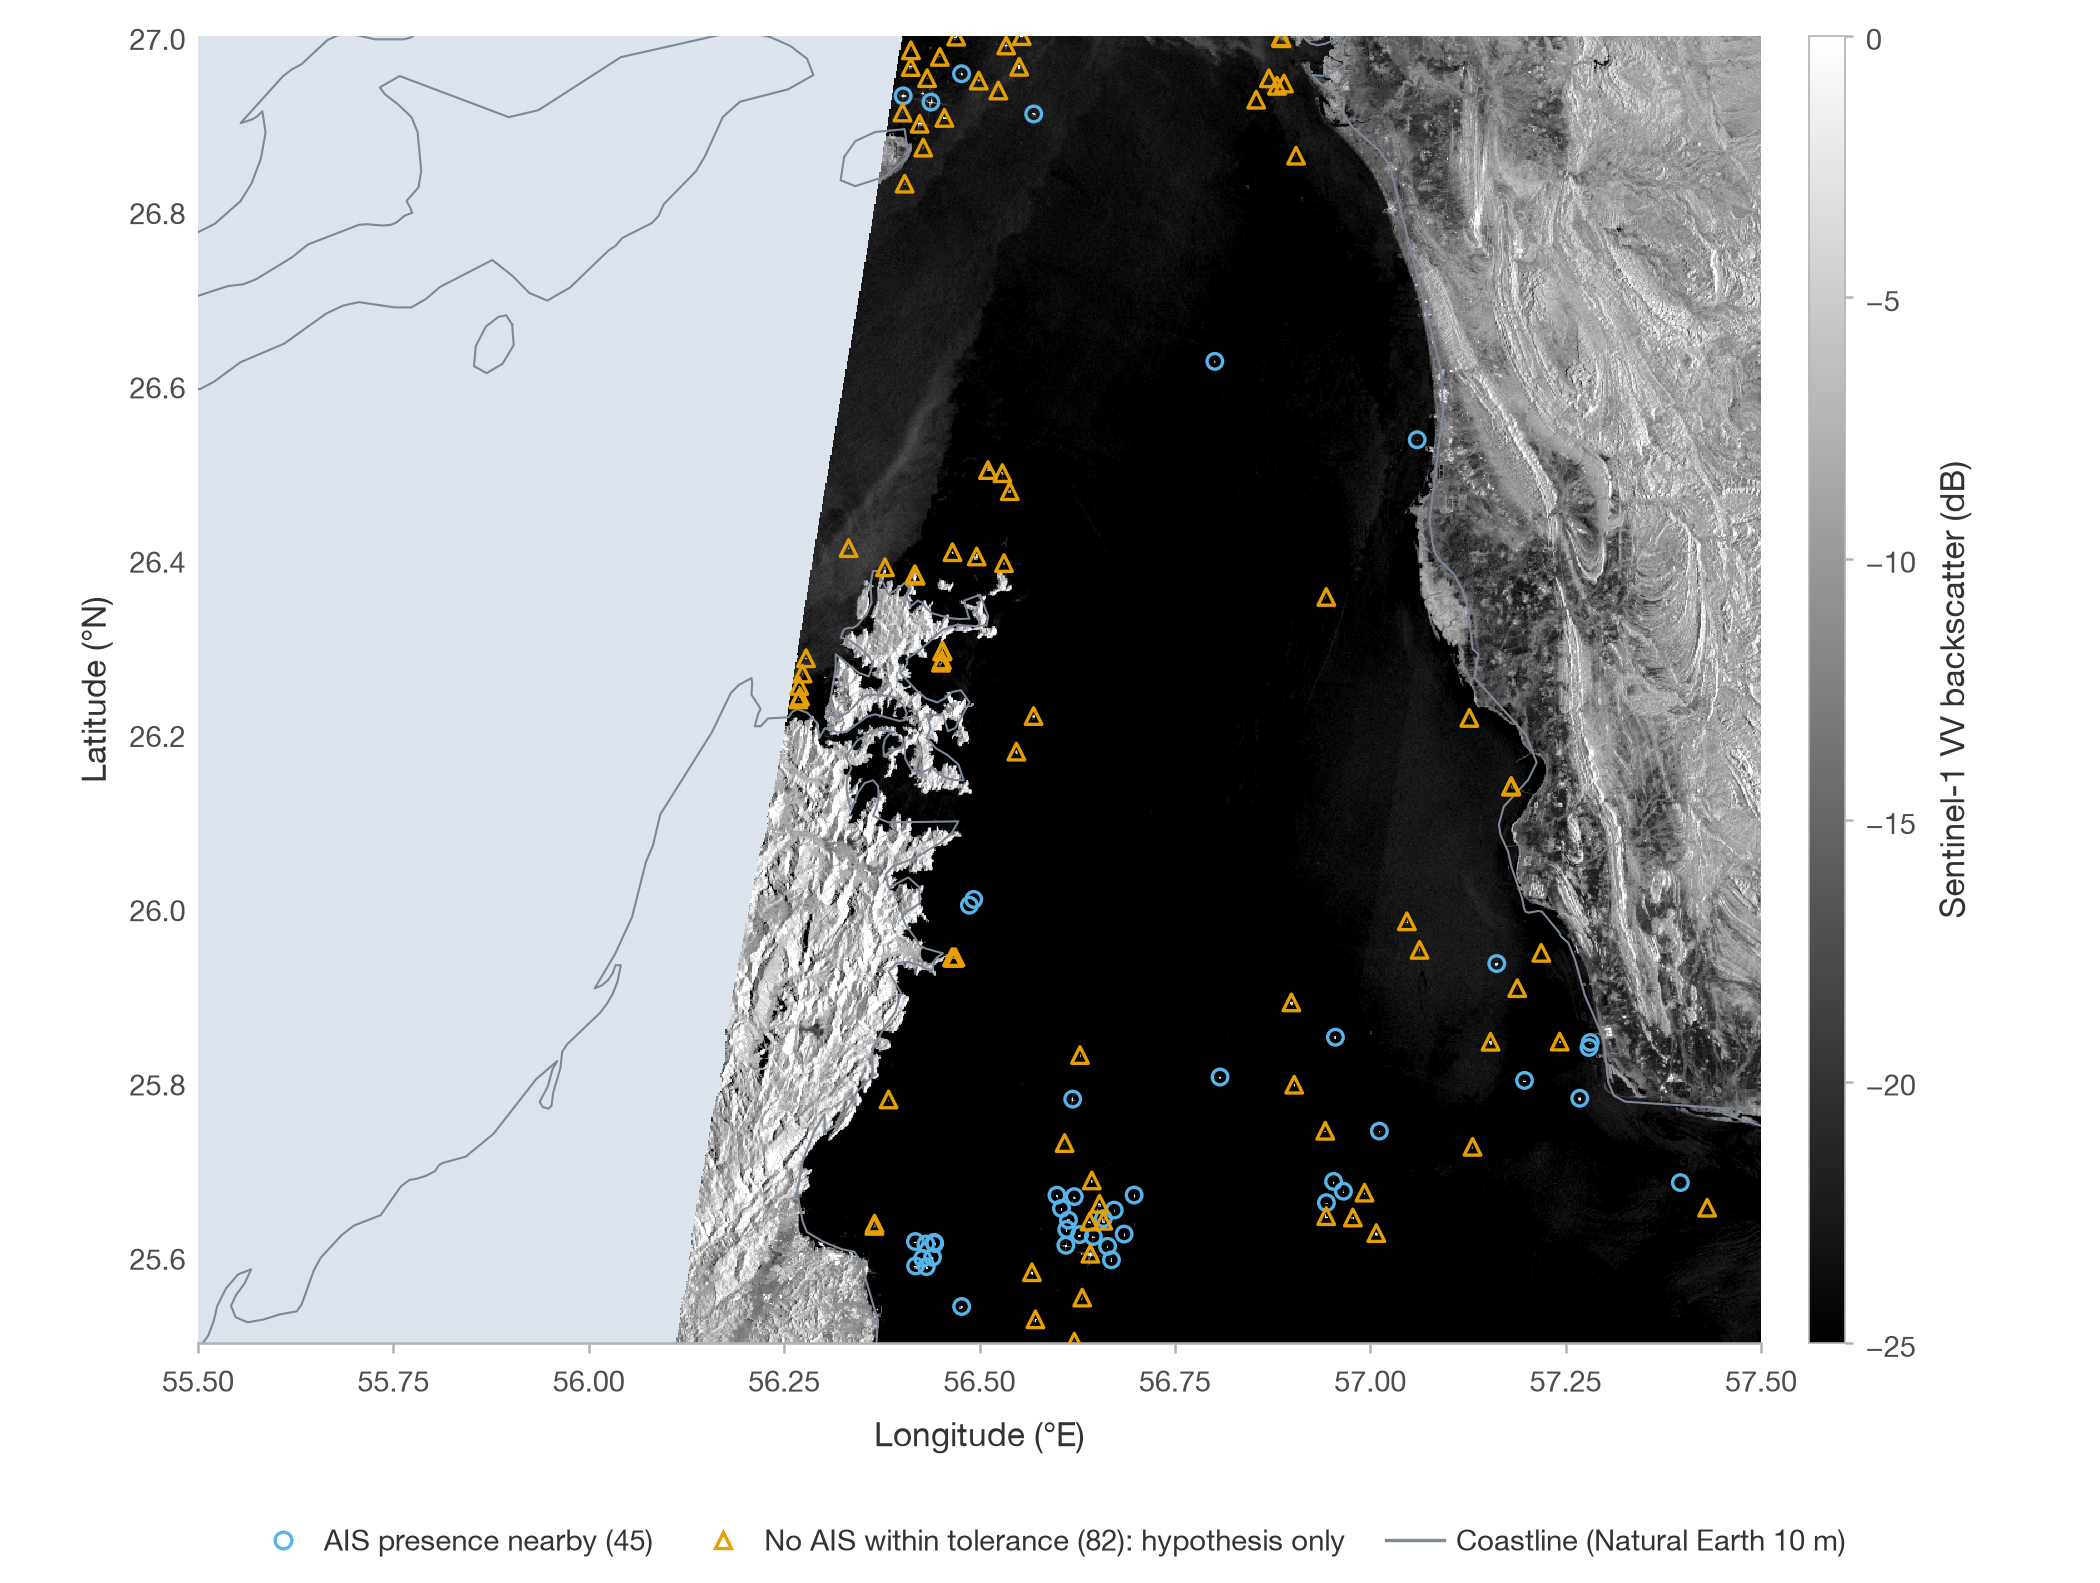 27.0
26.8
26.6
26.4
26.2
26.0
25.8
25.6
Latitude (°N)
55.50 55.75 56.00 56.25 56.50 56.75 57.00 57.25 57.50
Longitude (°E)
0
−5
−10
−15
−20
−25
Sentinel-1 VV backscatter (dB)
AIS presence nearby (45) No AIS within tolerance (82): hypothesis only Coastline (Natural Earth 10 m)